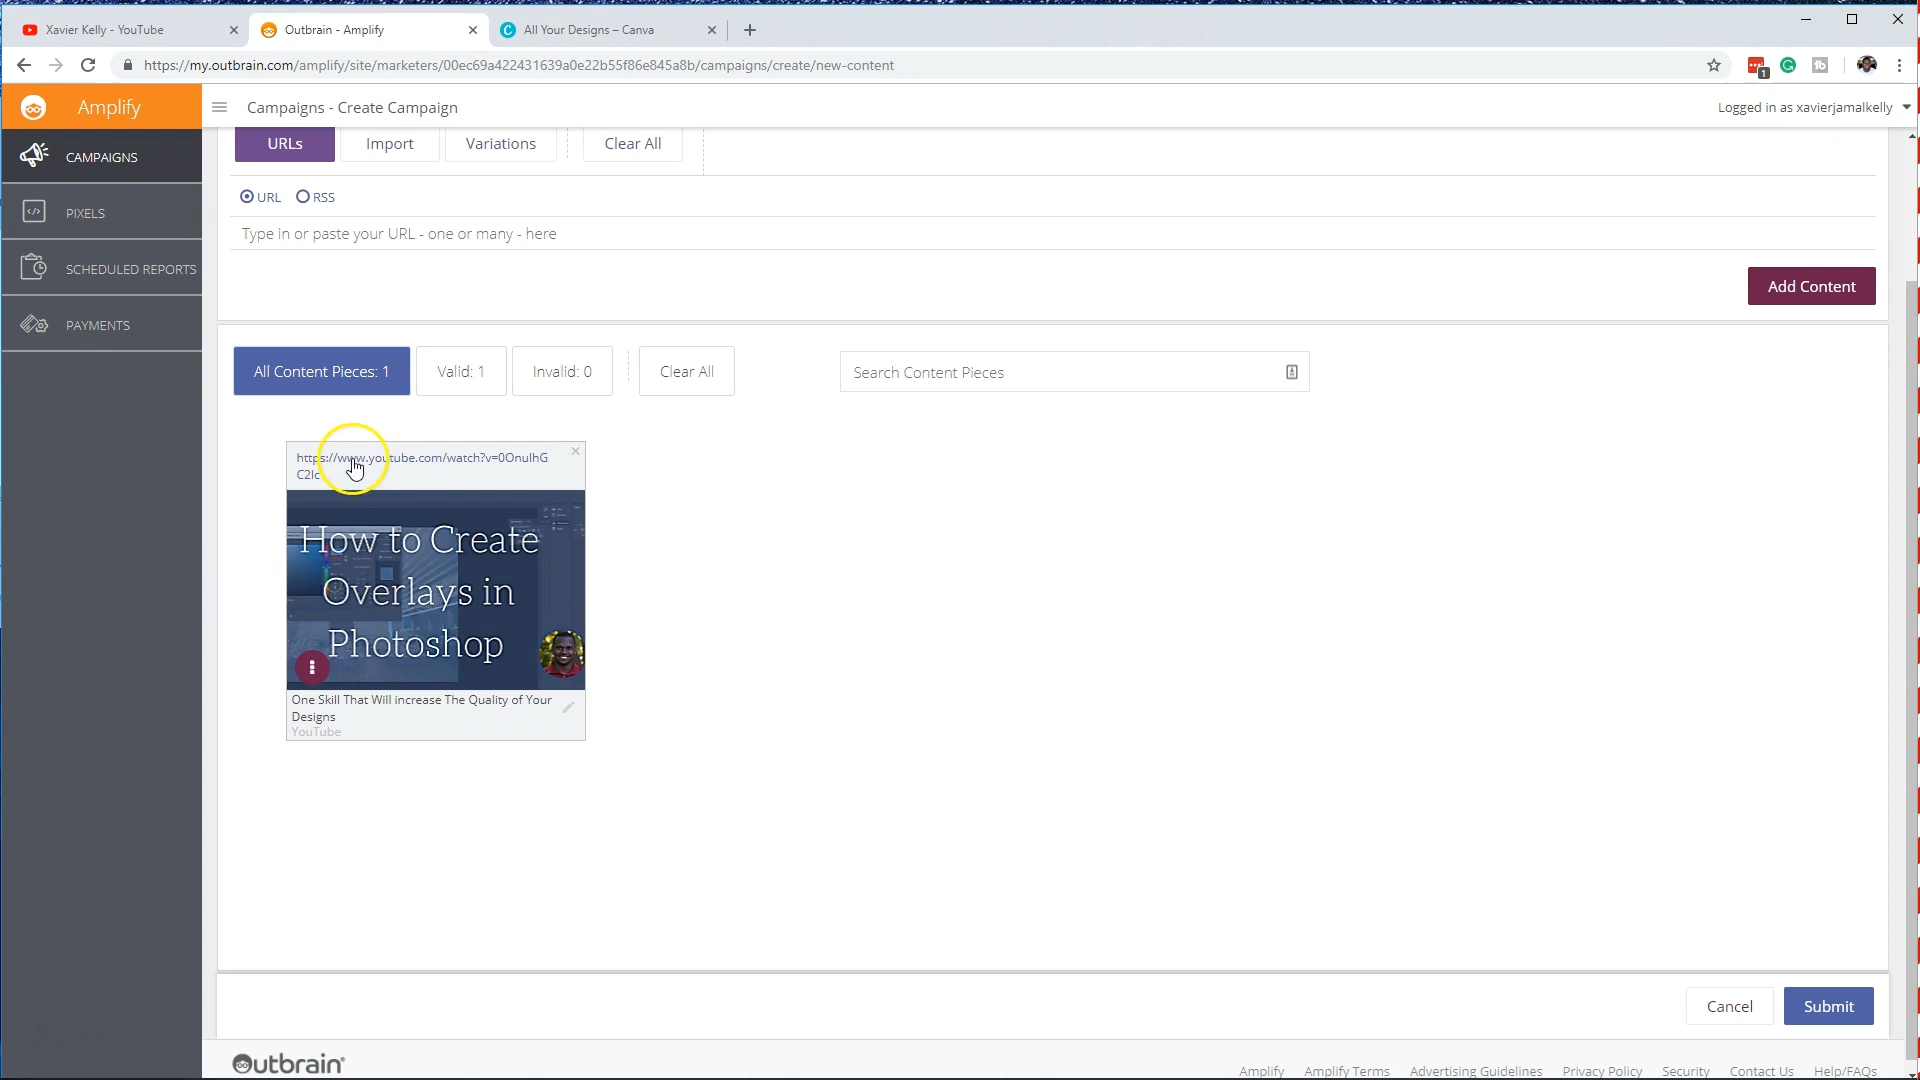 Xavier Kelly - YouTube
Outbrain - Amplify
All Your Designs – Canva
https://my.outbrain.com/amplify/site/marketers/00ec69a422431639a0e22b55f86e845a8b/campaigns/create/new-content
1
Amplify
Campaigns - Create Campaign
Logged in as xavierjamalkelly
CAMPAIGNS
PIXELS
SCHEDULED REPORTS
PAYMENTS
URLs
Import
Variations
Clear All
URL
RSS
Type in or paste your URL - one or many - here
Add Content
All Content Pieces: 1
Valid: 1
Invalid: 0
Clear All
Search Content Pieces
https://www.youtube.com/watch?v=0OnulhG
How to Create
Overlays in
Photoshop
One Skill That Will increase The Quality of Your
Designs
YouTube
Cancel
Submit
Outbrain
Amplify
Amplify Terms
Advertising Guidelines
Privacy Policy
Security
Contact Us
Help/FAQs